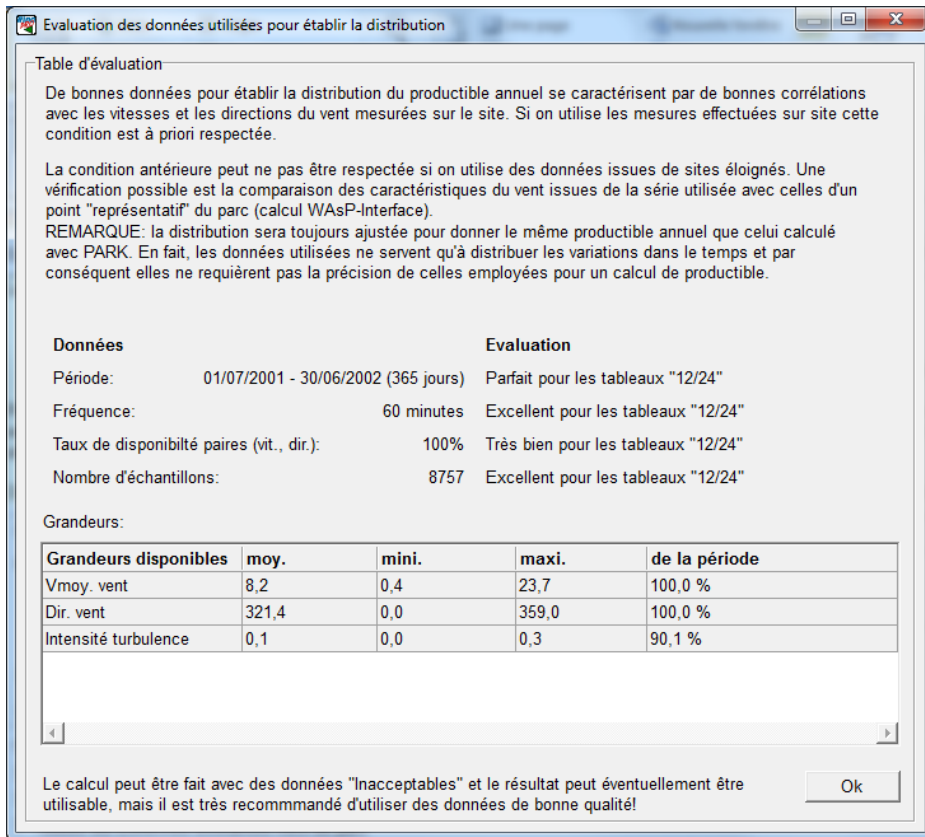 Evaluation des données utilisées pour établir la distribution
Table d'évaluation
De bonnes données pour établir la distribution du productible annuel se caractérisent par de bonnes corrélations
avec les vitesses et les directions du vent mesurées sur le site. Si on utilise les mesures effectuées sur site cette
condition est à priori respectée.
La condition antérieure peut ne pas être respectée si on utilise des données issues de sites éloignés. Une
vérification possible est la comparaison des caractéristiques du vent issues de la série utilisée avec celles d'un
point "représentatif" du parc (calcul WAsP-Interface).
REMARQUE: la distribution sera toujours ajustée pour donner le même productible annuel que celui calculé
avec PARK. En fait, les données utilisées ne servent qu'à distribuer les variations dans le temps et par
conséquent elles ne requièrent pas la précision de celles employées pour un calcul de productible.
Données Evaluation
Période: 01/07/2001 - 30/06/2002 (365 jours) Parfait pour les tableaux "12/24"
Fréquence: 60 minutes Excellent pour les tableaux "12/24"
Taux de disponibilté paires (vit., dir.): 100% Très bien pour les tableaux "12/24"
Nombre d'échantillons: 8757 Excellent pour les tableaux "12/24"
Grandeurs:
Grandeurs disponibles moy. mini. maxi. de la période
Vmoy. vent 8,2 0,4 23,7 100,0 %
Dir. vent 321,4 0,0 359,0 100,0 %
Intensité turbulence 0,1 0,0 0,3 90,1 %
Le calcul peut être fait avec des données "Inacceptables" et le résultat peut éventuellement être
utilisable, mais il est très recommmandé d'utiliser des données de bonne qualité!
Ok